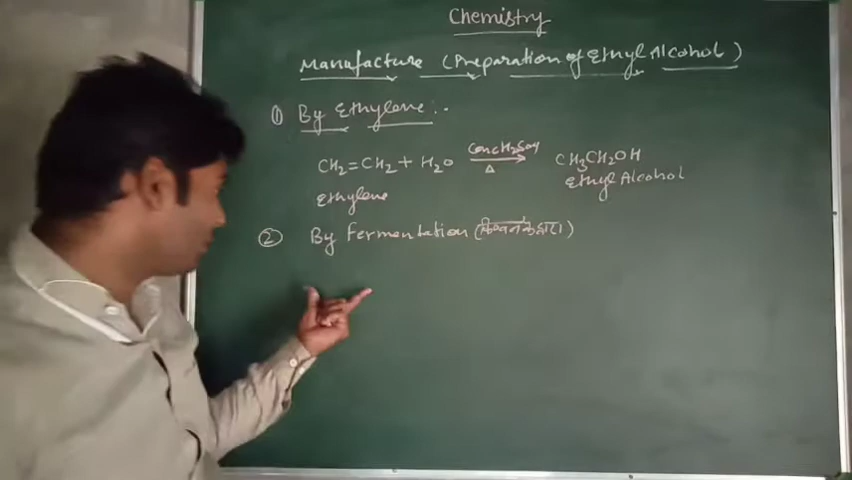 Chemistry
Manufacture (Preparation of Ethyl Alcohol)
① By Ethylene:..
CH2=CH2 + H2O Conc H2SO4 Δ → CH3CH2OH
Ethylene Ethyl Alcohol
② By Fermentation (किण्वन के द्वारा)